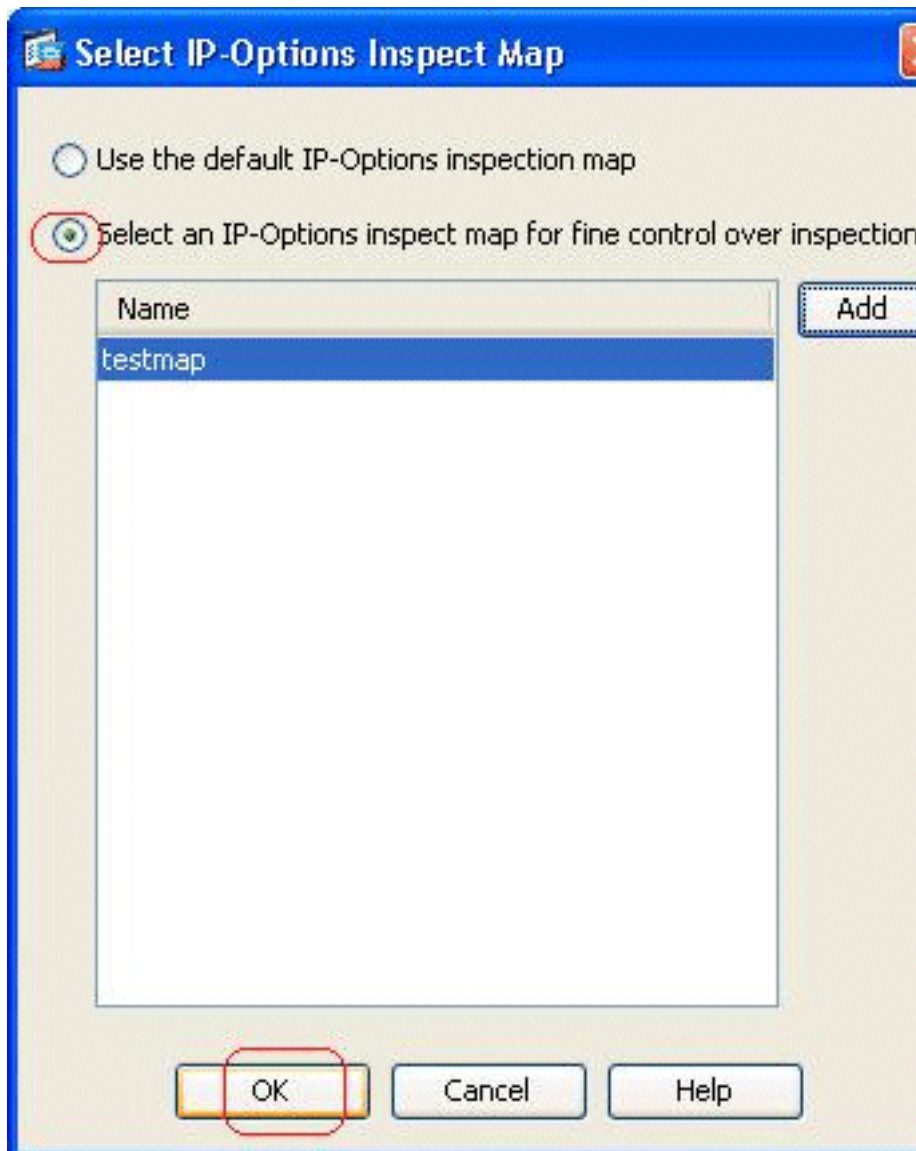 Select IP-Options Inspect Map
Use the default IP-Options inspection map
Select an IP-Options inspect map for fine control over inspection
Name
Add
testmap
OK
Cancel
Help